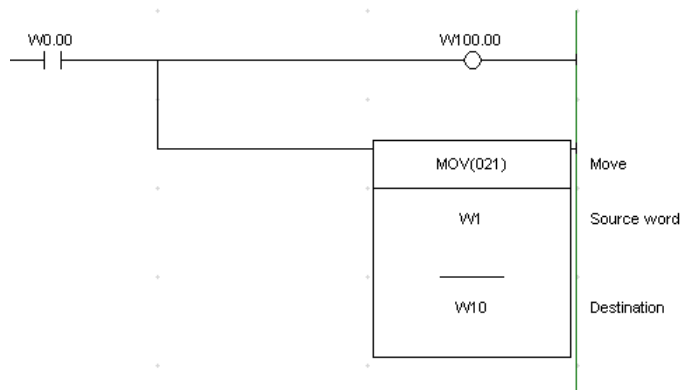 W0.00
W100.00
MOV(021)
Move
W1
Source word
W10
Destination